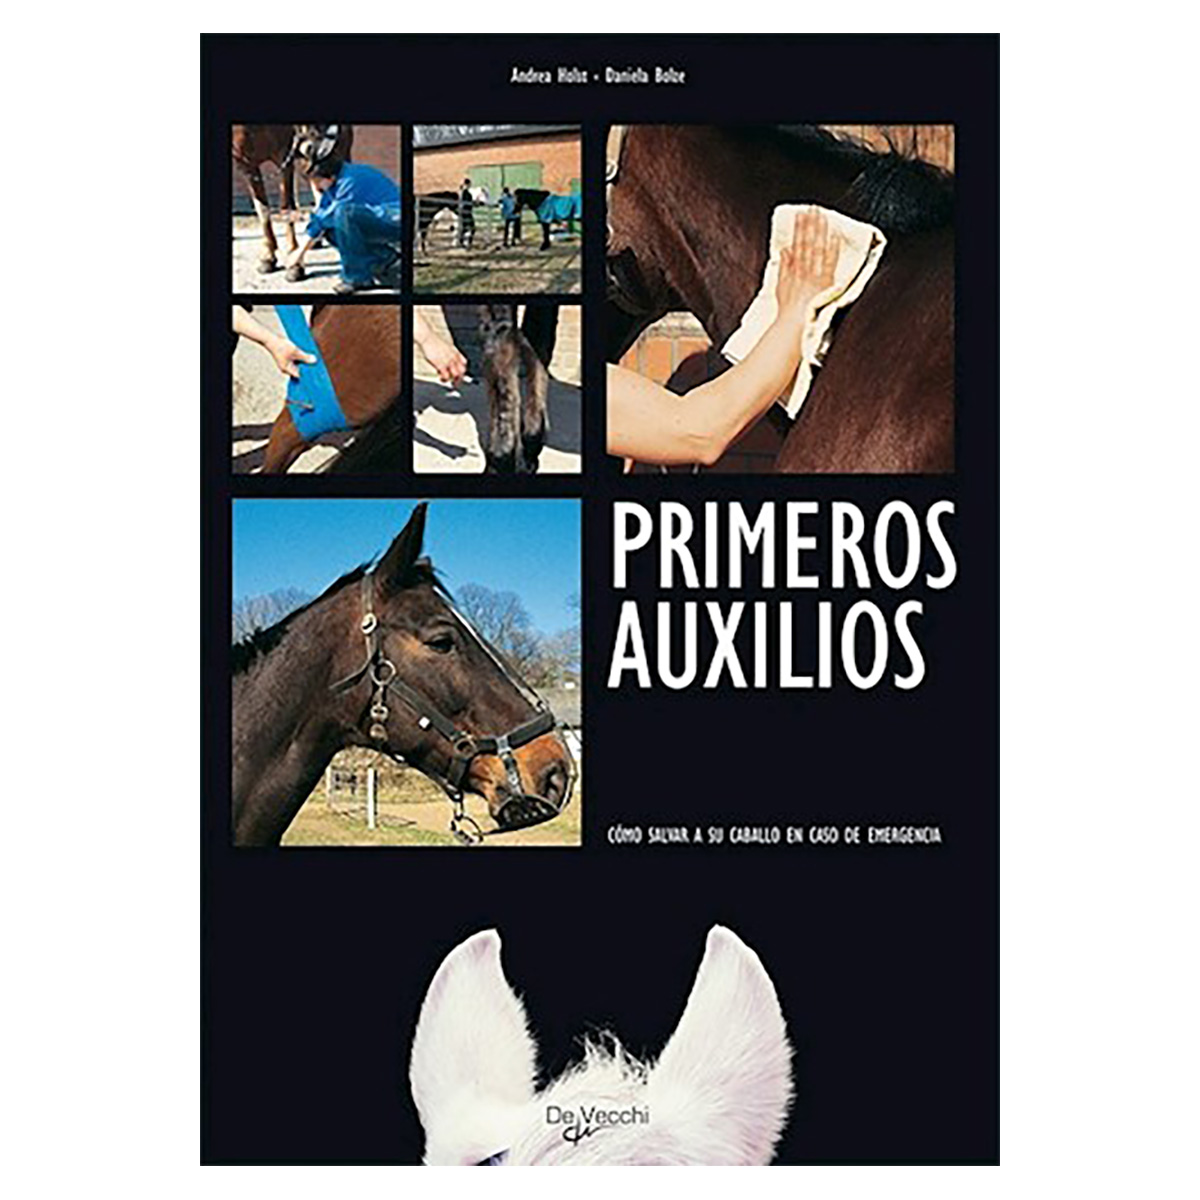 Andrea Holst • Daniela Bolze
PRIMEROS
AUXILIOS
CÓMO SALVAR A SU CABALLO EN CASO DE EMERGENCIA
De Vecchi